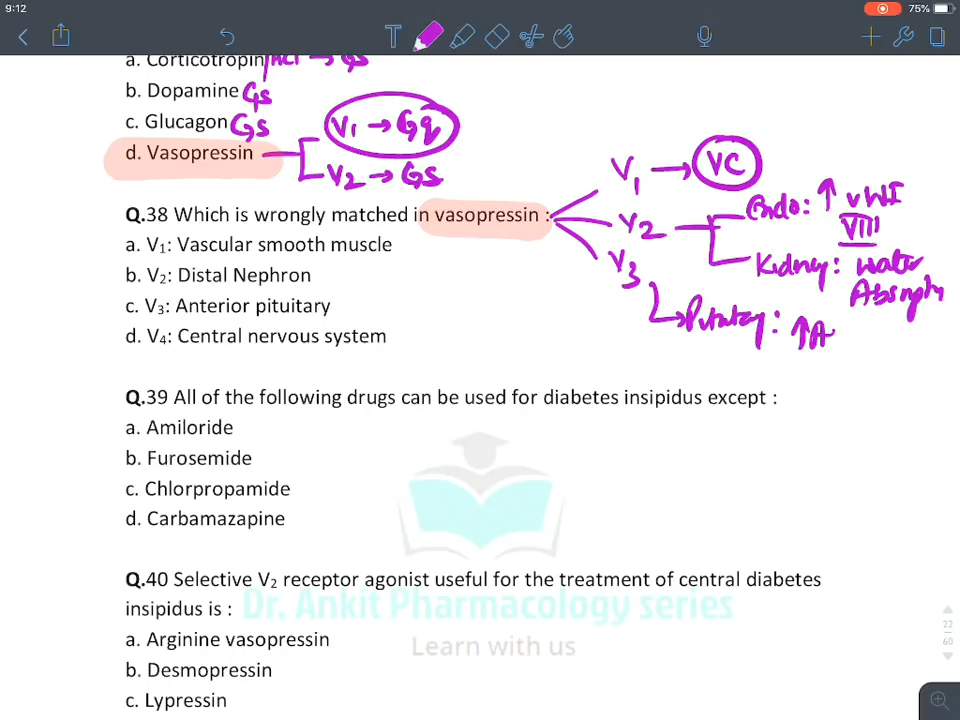 9:12
75%
T
a. Corticotropin → Gs
b. Dopamine Gs
c. Glucagon Gs
V1 → Gq
d. Vasopressin
V2 → Gs
V1 → VC
Endo: ↑ vWF
VIII
V2
Kidney: water
V3
Pitutary: ↑A
Q.38 Which is wrongly matched in vasopressin :
a. V1: Vascular smooth muscle
b. V2: Distal Nephron
c. V3: Anterior pituitary
d. V4: Central nervous system
Q.39 All of the following drugs can be used for diabetes insipidus except :
a. Amiloride
b. Furosemide
c. Chlorpropamide
d. Carbamazapine
Q.40 Selective V2 receptor agonist useful for the treatment of central diabetes
insipidus is :
Dr. Ankit Pharmacology series
a. Arginine vasopressin
Learn with us
b. Desmopressin
c. Lypressin
22
60